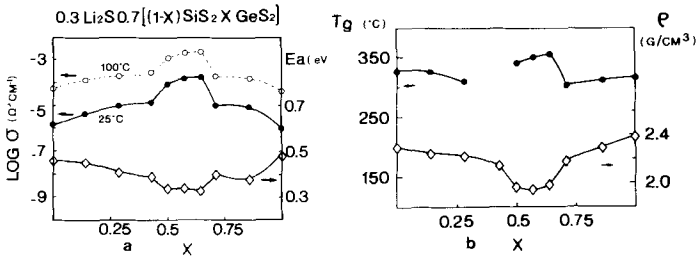 0.3 Li2S 0.7 [(1-X) SiS2 X GeS2]
LOG σ (Ω-1CM-1)
-3
-5
-7
-9
100°C
25°C
Ea (eV
0.7
0.5
0.3
0.25
0.5
0.75
a
X
Tg (°C)
350
250
150
ρ
(G/CM3)
2.4
2.0
0.25
0.5
0.75
b
X